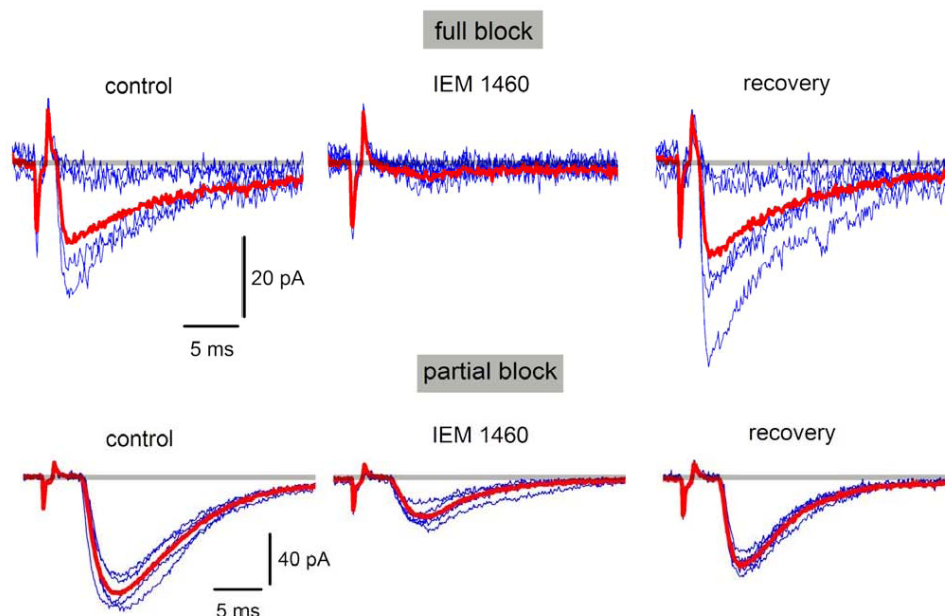 full block
control
IEM 1460
recovery
20 pA
5 ms
partial block
control
IEM 1460
recovery
40 pA
5 ms